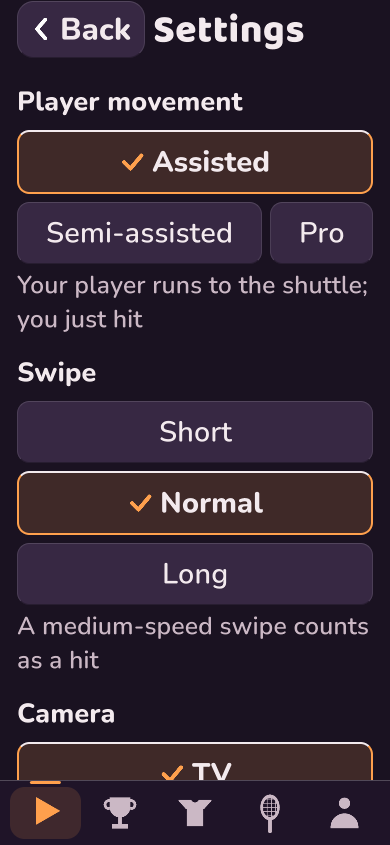 Back Settings
Player movement
Assisted
Semi-assisted Pro
Your player runs to the shuttle;
you just hit
Swipe
Short
Normal
Long
A medium-speed swipe counts
as a hit
Camera
TV